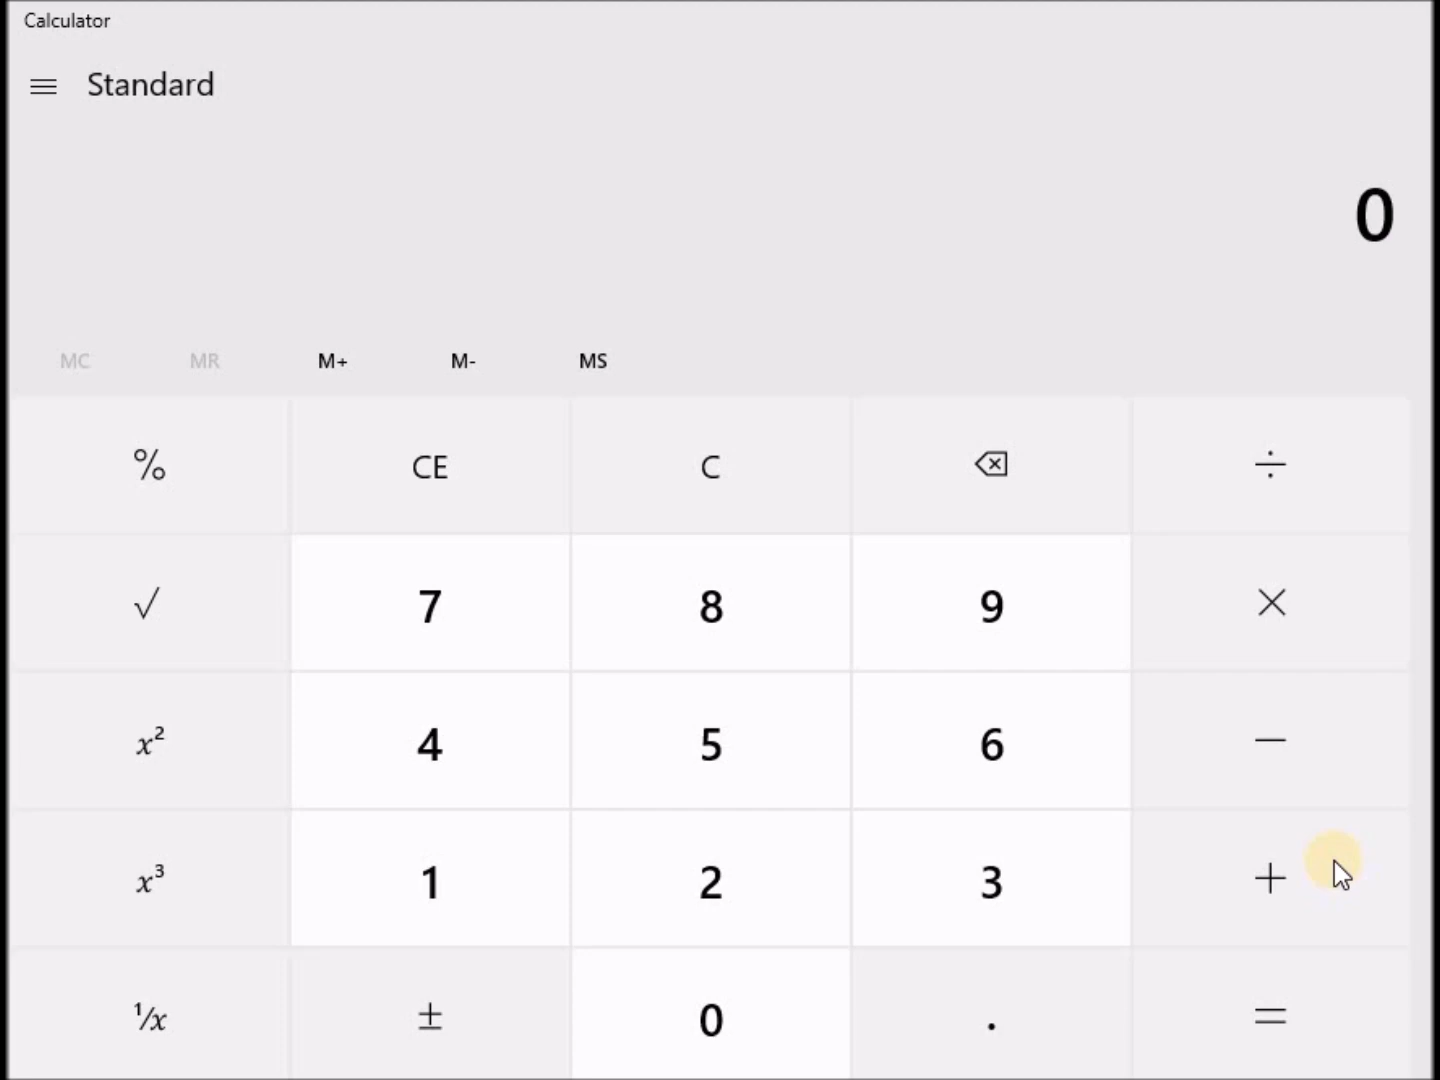 Calculator
Standard
0
MC MR M+ M- MS
% CE C ÷
√ 7 8 9 ×
x² 4 5 6 −
x³ 1 2 3 +
¹/x ± 0 . =